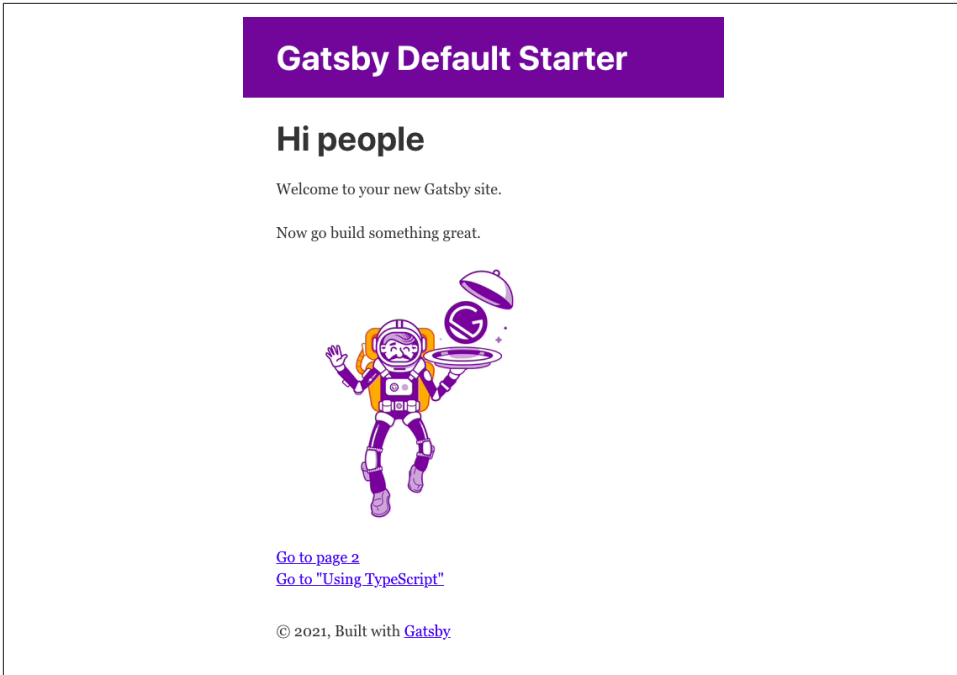 Gatsby Default Starter
Hi people
Welcome to your new Gatsby site.
Now go build something great.
Go to page 2
Go to "Using TypeScript"
© 2021, Built with Gatsby